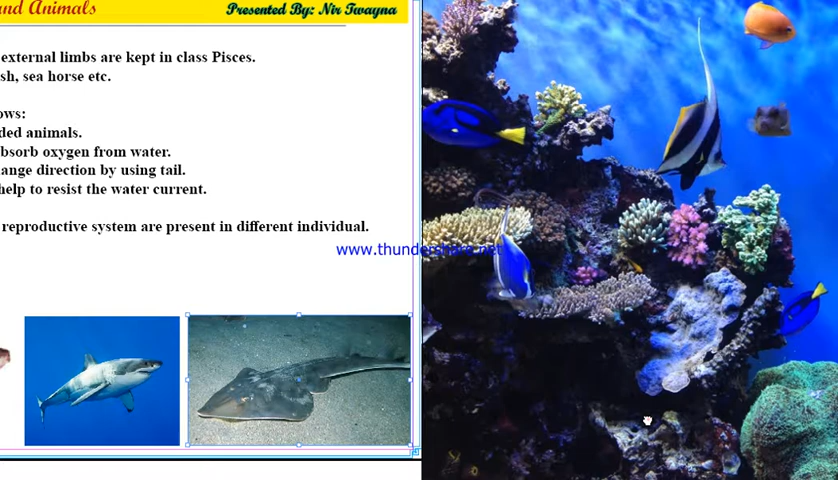 and Animals
Presented By: Nir Twayna
external limbs are kept in class Pisces.
sh, sea horse etc.
ows:
ded animals.
bsorb oxygen from water.
ange direction by using tail.
help to resist the water current.
reproductive system are present in different individual.
www.thundershare.net